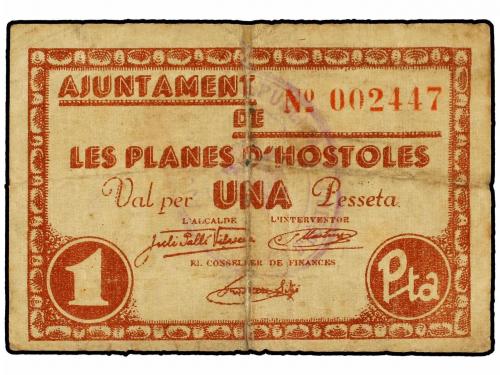 AJUNTAMENT
Nº 002447
DE
LES PLANES D'HOSTOLES
Val per UNA Pesseta
L'ALCALDE L'INTERVENTOR
EL CONSELLER DE FINANCES
1 Pta